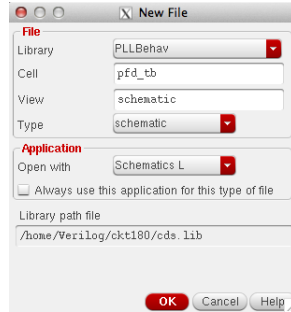 New File
File
Library PLLBehav
Cell pfd_tb
View schematic
Type schematic
Application
Open with Schematics L
Always use this application for this type of file
Library path file
/home/Verilog/ckt180/cds.lib
OK Cancel Help